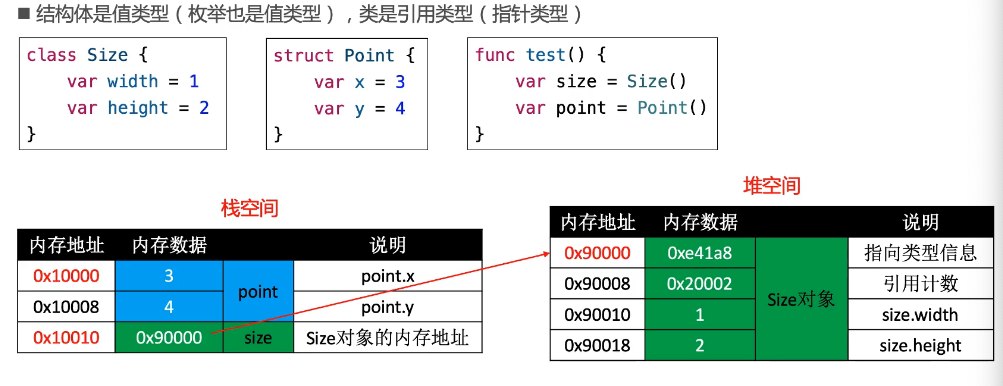 ■ 结构体是值类型（枚举也是值类型），类是引用类型（指针类型）
class Size {
    var width = 1
    var height = 2
}
struct Point {
    var x = 3
    var y = 4
}
func test() {
    var size = Size()
    var point = Point()
}
栈空间
内存地址 内存数据 说明
0x10000 3 point point.x
0x10008 4 point.y
0x10010 0x90000 size Size对象的内存地址
堆空间
内存地址 内存数据 说明
0x90000 0xe41a8 Size对象 指向类型信息
0x90008 0x20002 引用计数
0x90010 1 size.width
0x90018 2 size.height